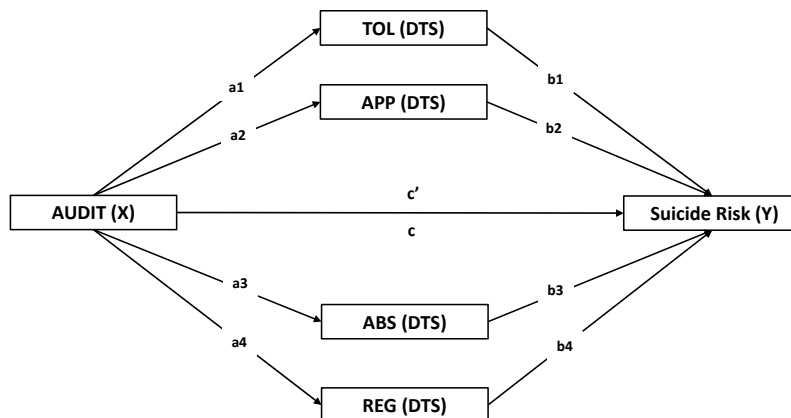 TOL (DTS)
a1
b1
APP (DTS)
a2
b2
AUDIT (X)
c’
Suicide Risk (Y)
c
a3
b3
ABS (DTS)
a4
b4
REG (DTS)